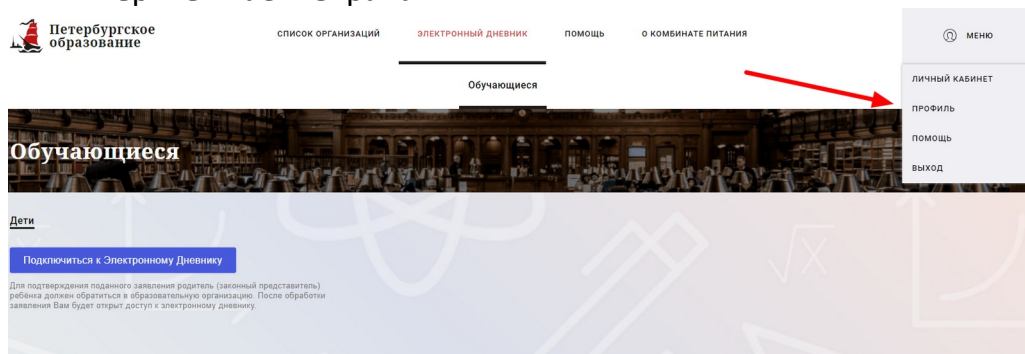 Петербургское
образование
СПИСОК ОРГАНИЗАЦИЙ
ЭЛЕКТРОННЫЙ ДНЕВНИК
ПОМОЩЬ
О КОМБИНАТЕ ПИТАНИЯ
МЕНЮ
Обучающиеся
ЛИЧНЫЙ КАБИНЕТ
ПРОФИЛЬ
ПОМОЩЬ
ВЫХОД
Обучающиеся
Дети
Подключиться к Электронному Дневнику
Для подтверждения поданного заявления родитель (законный представитель)
ребёнка должен обратиться в образовательную организацию. После обработки
заявления Вам будет открыт доступ к электронному дневнику.